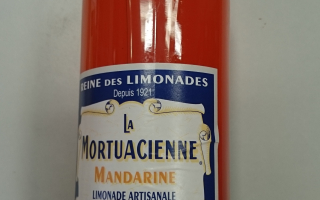 REINE DES LIMONADES
Depuis 1921
LA
MORTUACIENNE
MANDARINE
LIMONADE ARTISANALE